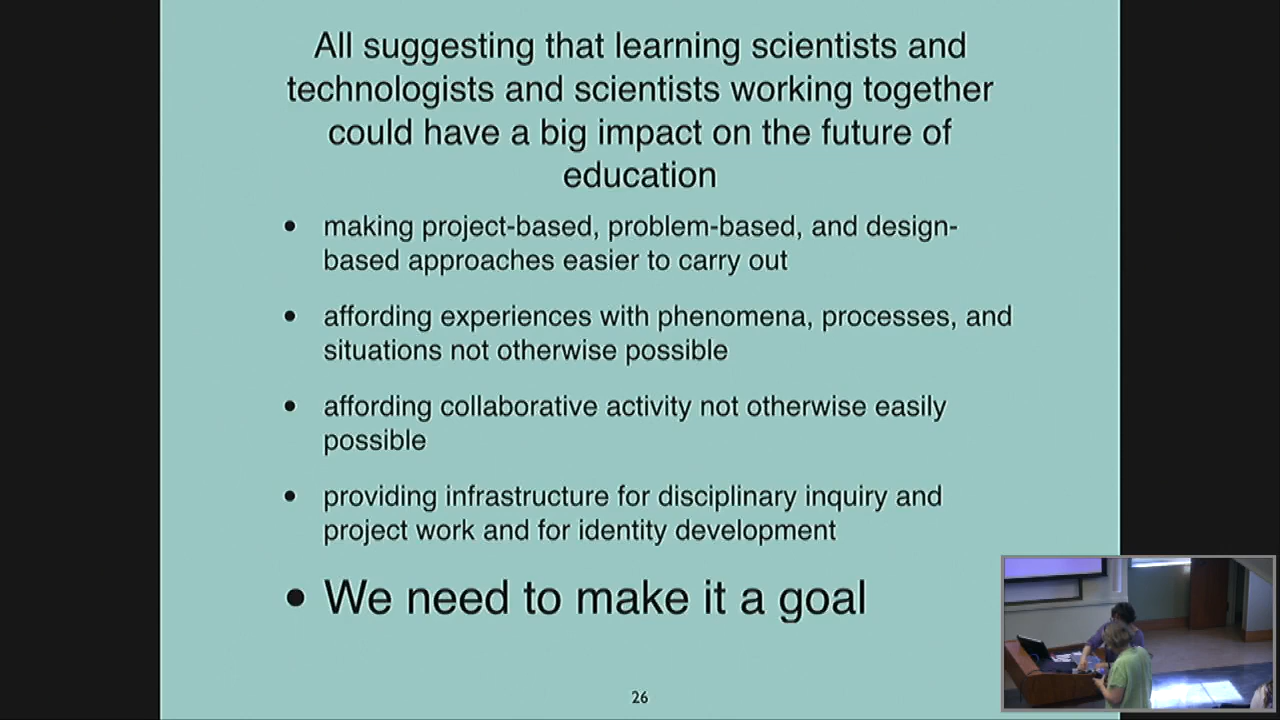 All suggesting that learning scientists and
technologists and scientists working together
could have a big impact on the future of
education
• making project-based, problem-based, and design-
based approaches easier to carry out
• affording experiences with phenomena, processes, and
situations not otherwise possible
• affording collaborative activity not otherwise easily
possible
• providing infrastructure for disciplinary inquiry and
project work and for identity development
• We need to make it a goal
26